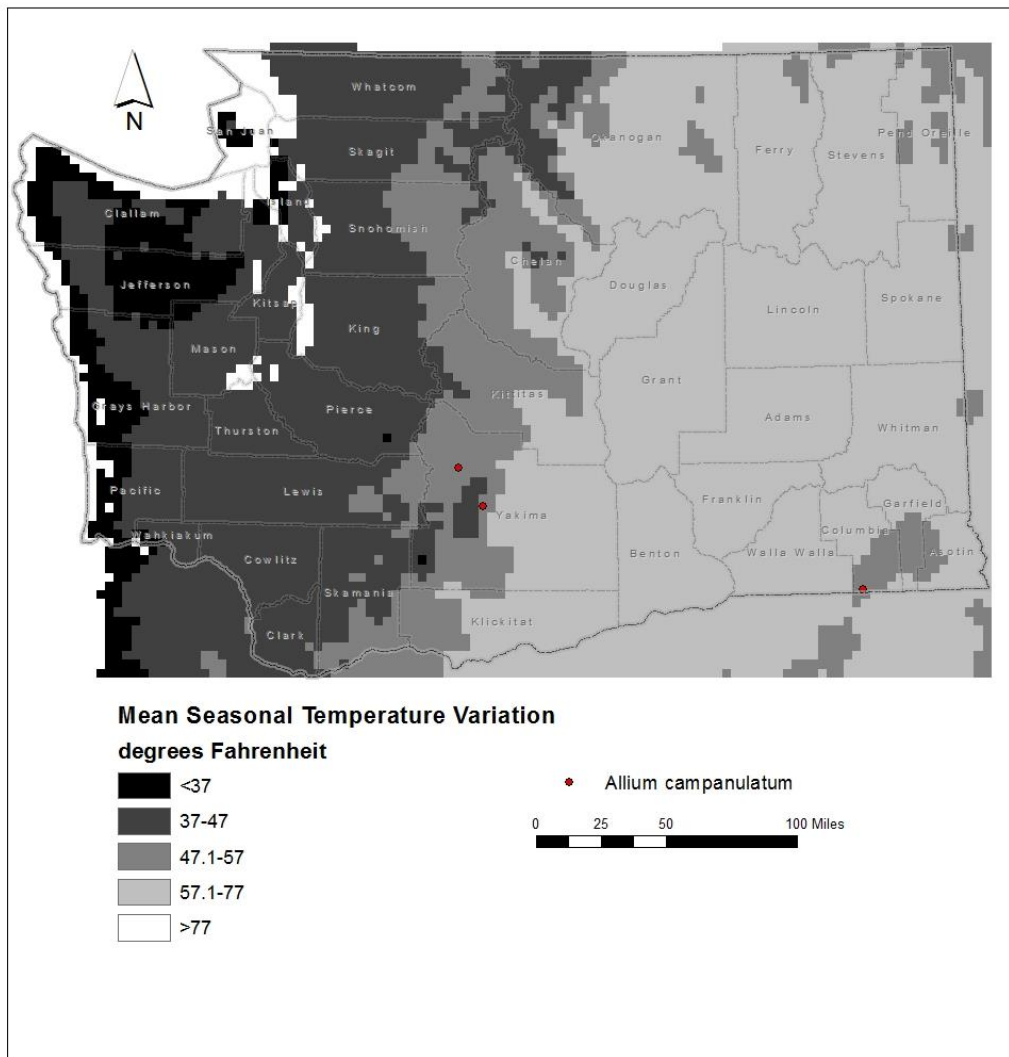 N
Whatcom
San Juan
Skagit
Okanogan
Ferry
Stevens
Pend Oreille
Island
Clallam
Snohomish
Chelan
Jefferson
Kitsap
Douglas
Lincoln
Spokane
King
Mason
Grant
Kittitas
Grays Harbor
Pierce
Adams
Whitman
Thurston
Pacific
Lewis
Yakima
Franklin
Garfield
Columbia
Wahkiakum
Cowlitz
Benton
Walla Walla
Asotin
Skamania
Klickitat
Clark
Mean Seasonal Temperature Variation
degrees Fahrenheit
<37
37-47
47.1-57
57.1-77
>77
Allium campanulatum
0 25 50 100 Miles